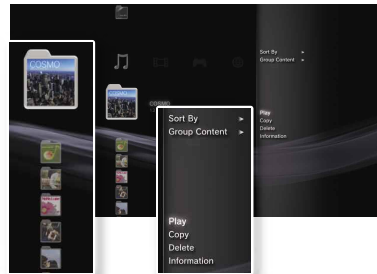 COSMO
COSMO
Sort By
Group Content
Play
Copy
Delete
Information
Sort By
Group Content
Play
Copy
Delete
Information